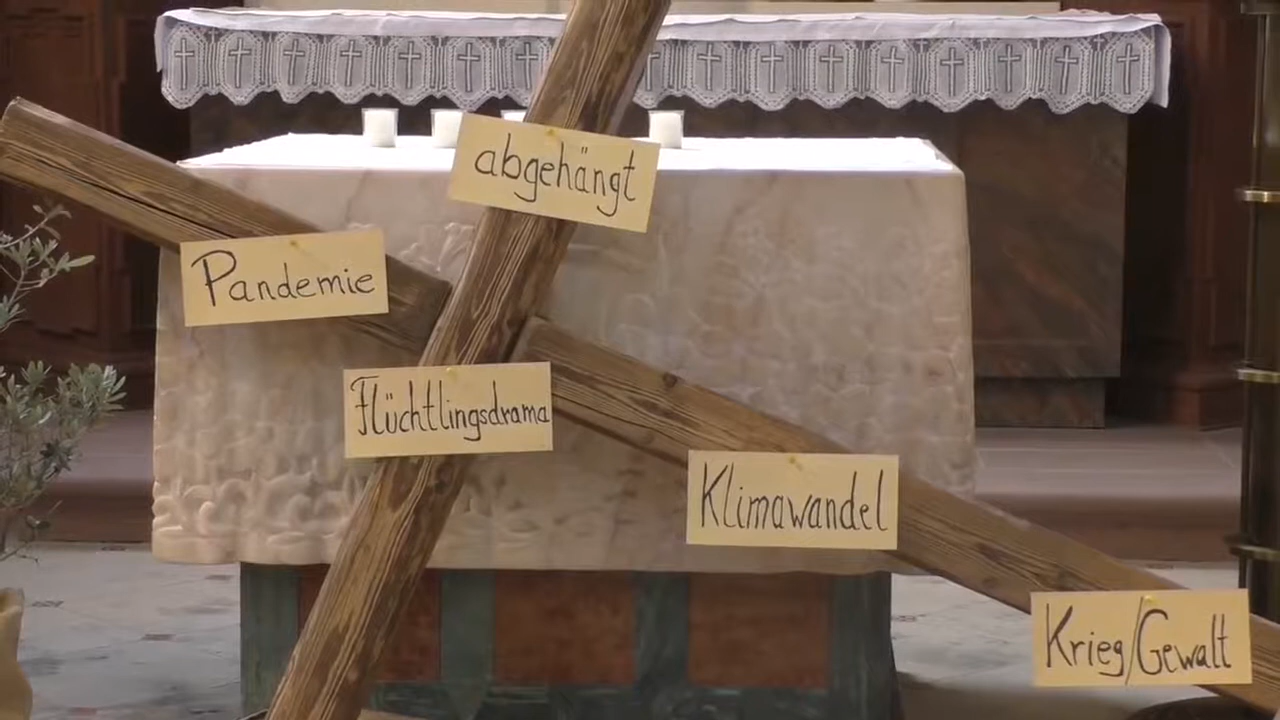 abgehängt
Pandemie
Flüchtlingsdrama
Klimawandel
Krieg/Gewalt